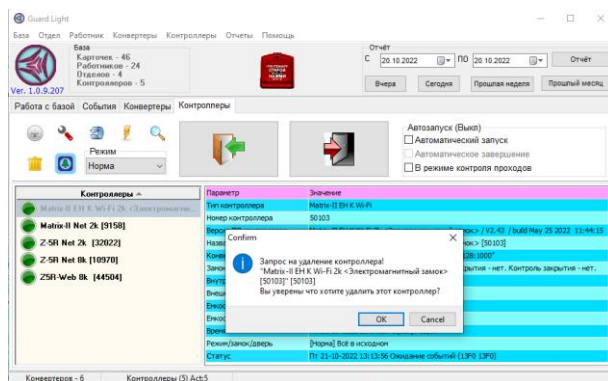 Guard Light
База Отдел Работник Конвертеры Контроллеры Отчеты Помощь
База
Карточек - 46
Работников - 24
Отделов - 4
Контроллеров - 5
Ver. 1.0.9.207
Отчёт
С 20.10.2022 ПО 20.10.2022 Отчёт
Вчера Сегодня Прошлая неделя Прошлый месяц
Работа с базой События Конвертеры Контроллеры
Режим
Норма
Автозапуск (Выкл)
Автоматический запуск
Автоматическое завершение
В режиме контроля проходов
Контроллеры
Matrix-II EH K Wi-Fi 2k <Электромагни...
Matrix-II Net 2k [9158]
Z-5R Net 2k [32022]
Z-5R Net 8k [10970]
Z5R-Web 8k [44504]
Параметр Значение
Тип контроллера Matrix-II EH K Wi-Fi
Номер контроллера 50103
замок> / V2.43 / build May 25 2022 11:44:15
[50103]
Confirm
Запрос на удаление контроллера!
"Matrix-II EH K Wi-Fi 2k <Электромагнитный замок>
[50103]" [50103]
Вы уверены что хотите удалить этот контроллер?
OK Cancel
закрытия - нет.
Режим/замок/дверь [Норма] Всё в исходном
Статус Пт 21-10-2022 13:13:56 Ожидание событий (13F0 13F0)
Конвертеров - 6 Контроллеры (5) Act:5